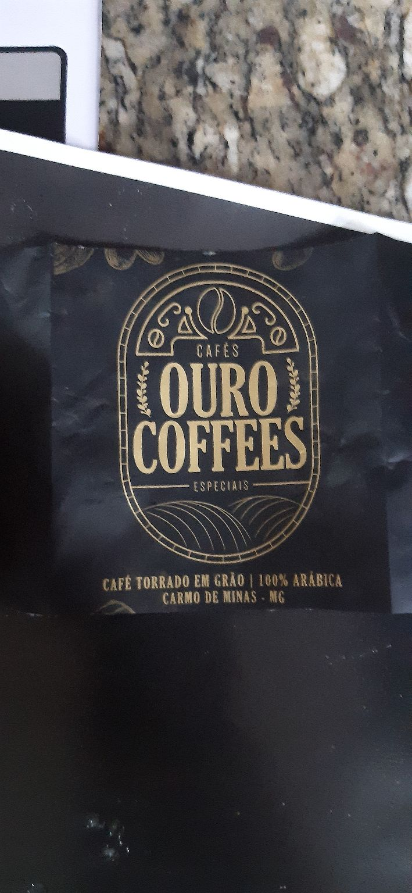 CAFÉS
OURO
COFFEES
ESPECIAIS
CAFÉ TORRADO EM GRÃO | 100% ARÁBICA
CARMO DE MINAS - MG